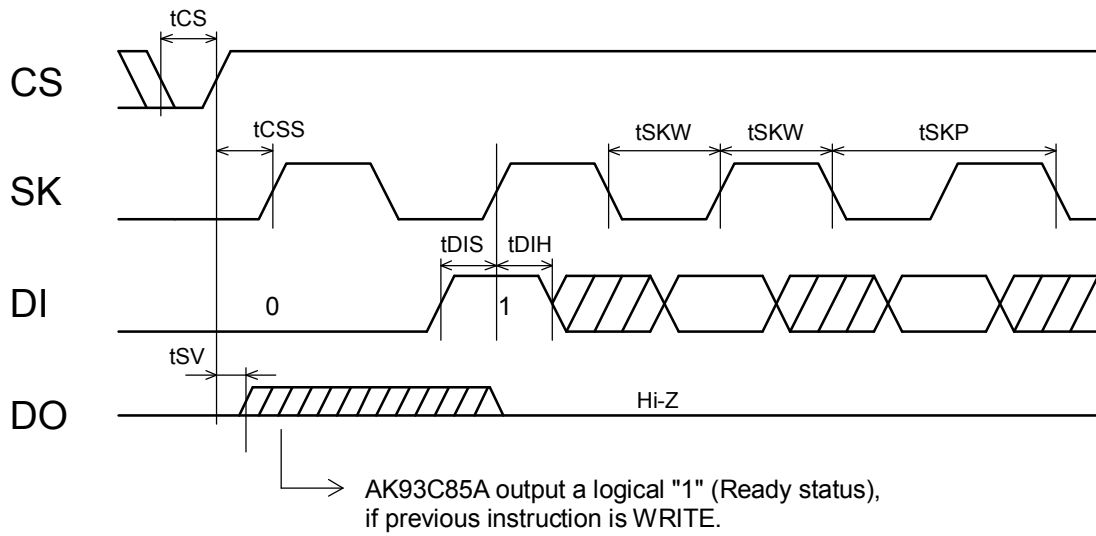 tCS
CS
tCSS
tSKW tSKW tSKP
SK
tDIS tDIH
DI 0 1
tSV
DO Hi-Z
AK93C85A output a logical "1" (Ready status),
if previous instruction is WRITE.